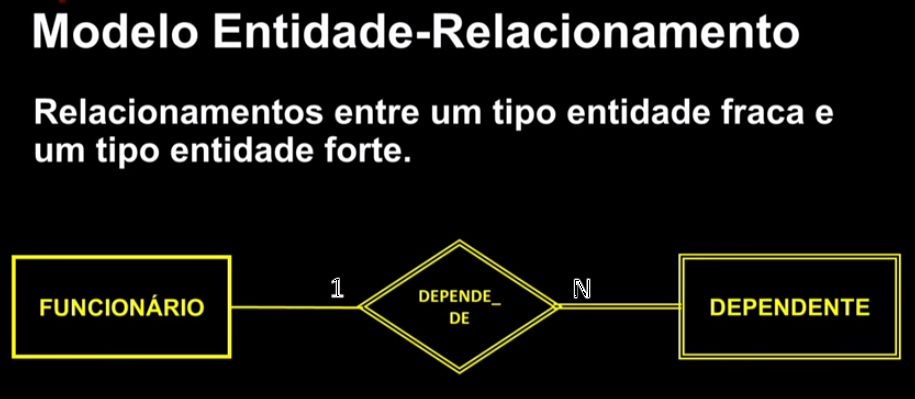 Modelo Entidade-Relacionamento
Relacionamentos entre um tipo entidade fraca e
um tipo entidade forte.
FUNCIONÁRIO
1
DEPENDE_
DE
N
DEPENDENTE